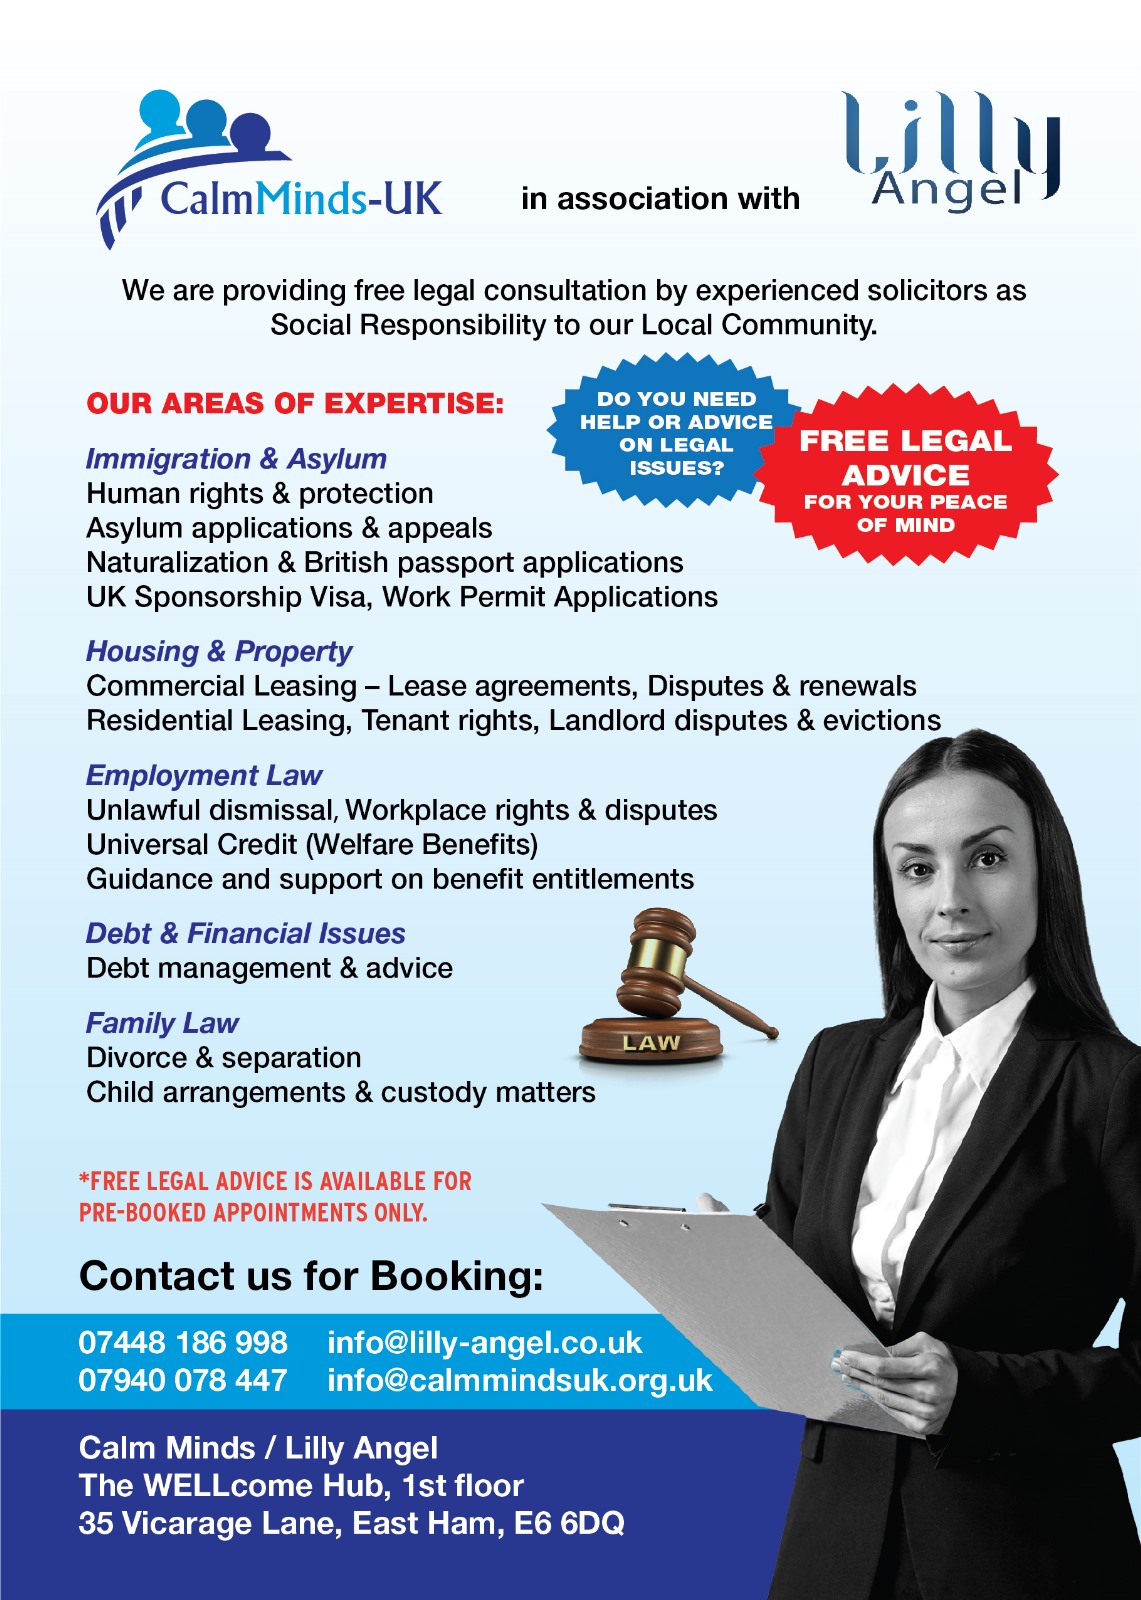 CalmMinds-UK
in association with
Lilly
Angel
We are providing free legal consultation by experienced solicitors as
Social Responsibility to our Local Community.
OUR AREAS OF EXPERTISE:
DO YOU NEED
HELP OR ADVICE
ON LEGAL
ISSUES?
FREE LEGAL
ADVICE
FOR YOUR PEACE
OF MIND
Immigration & Asylum
Human rights & protection
Asylum applications & appeals
Naturalization & British passport applications
UK Sponsorship Visa, Work Permit Applications
Housing & Property
Commercial Leasing – Lease agreements, Disputes & renewals
Residential Leasing, Tenant rights, Landlord disputes & evictions
Employment Law
Unlawful dismissal, Workplace rights & disputes
Universal Credit (Welfare Benefits)
Guidance and support on benefit entitlements
Debt & Financial Issues
Debt management & advice
Family Law
Divorce & separation
Child arrangements & custody matters
LAW
*FREE LEGAL ADVICE IS AVAILABLE FOR
PRE-BOOKED APPOINTMENTS ONLY.
Contact us for Booking:
07448 186 998 info@lilly-angel.co.uk
07940 078 447 info@calmmindsuk.org.uk
Calm Minds / Lilly Angel
The WELLcome Hub, 1st floor
35 Vicarage Lane, East Ham, E6 6DQ